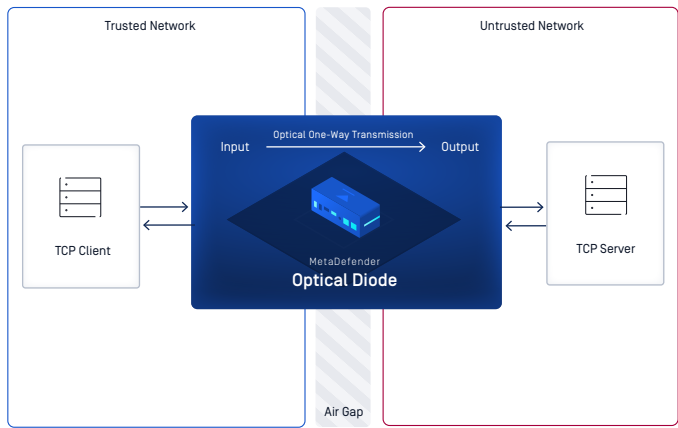 Trusted Network
Untrusted Network
Optical One-Way Transmission
Input
Output
TCP Client
TCP Server
MetaDefender
Optical Diode
Air Gap